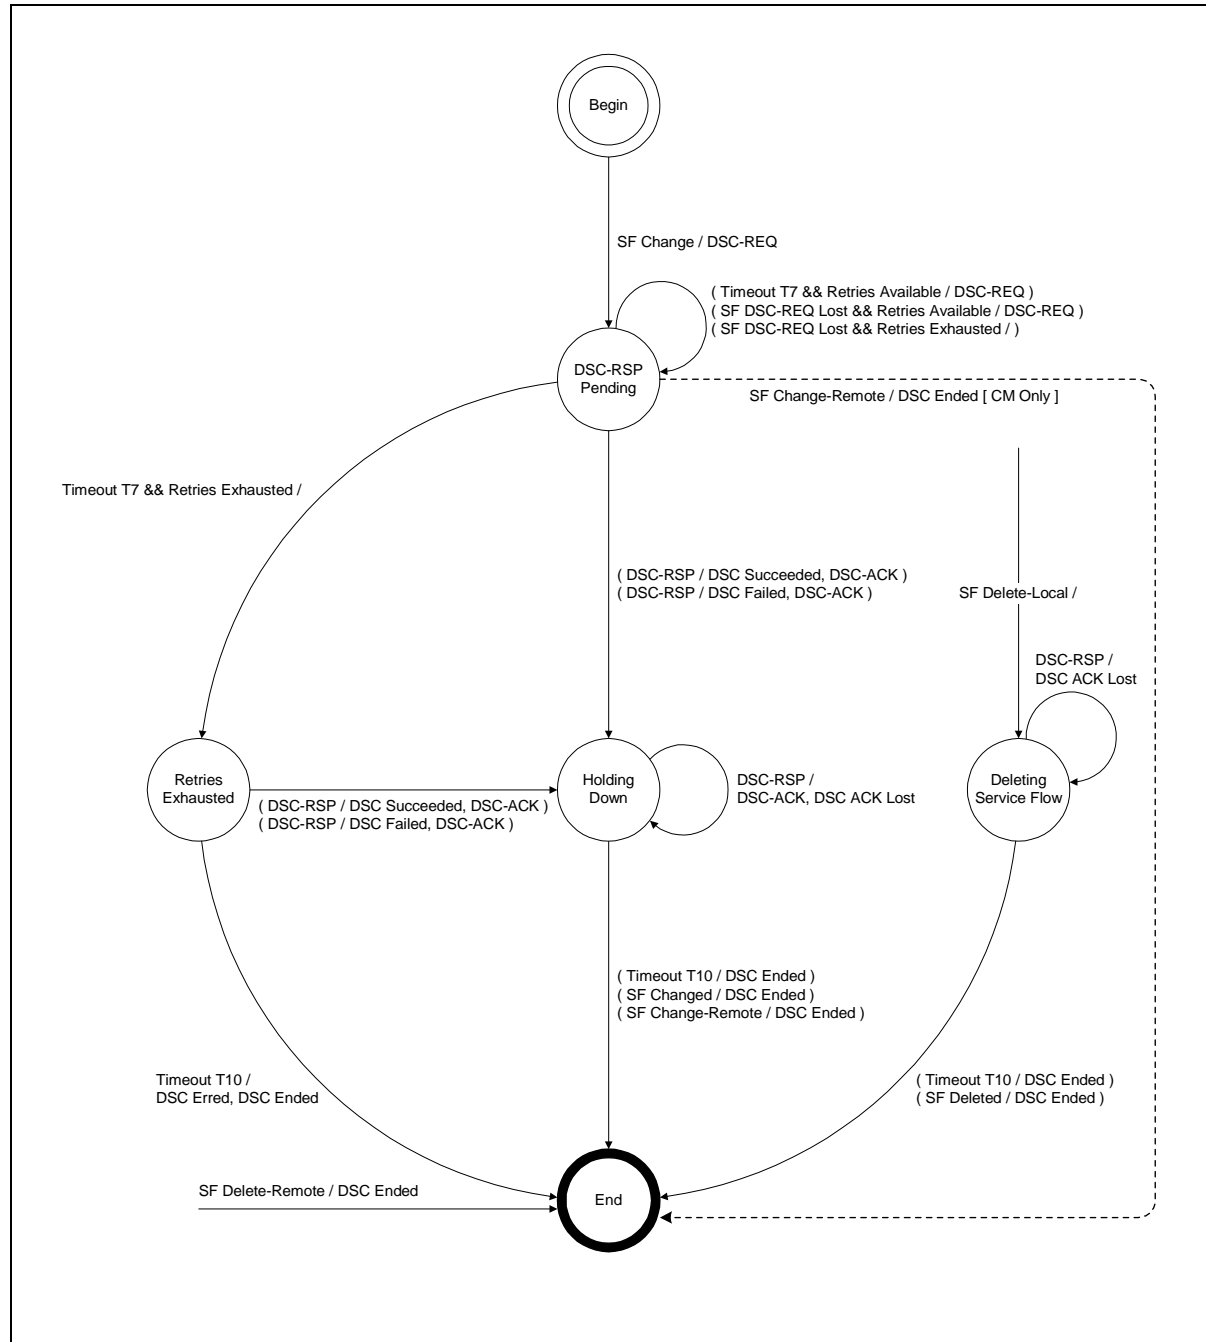 Begin
SF Change / DSC-REQ
( Timeout T7 && Retries Available / DSC-REQ )
( SF DSC-REQ Lost && Retries Available / DSC-REQ )
( SF DSC-REQ Lost && Retries Exhausted / )
DSC-RSP
Pending
SF Change-Remote / DSC Ended [ CM Only ]
Timeout T7 && Retries Exhausted /
( DSC-RSP / DSC Succeeded, DSC-ACK )
( DSC-RSP / DSC Failed, DSC-ACK )
SF Delete-Local /
DSC-RSP /
DSC ACK Lost
Retries
Exhausted
( DSC-RSP / DSC Succeeded, DSC-ACK )
( DSC-RSP / DSC Failed, DSC-ACK )
Holding
Down
DSC-RSP /
DSC-ACK, DSC ACK Lost
Deleting
Service Flow
( Timeout T10 / DSC Ended )
( SF Changed / DSC Ended )
( SF Change-Remote / DSC Ended )
Timeout T10 /
DSC Erred, DSC Ended
( Timeout T10 / DSC Ended )
( SF Deleted / DSC Ended )
SF Delete-Remote / DSC Ended
End